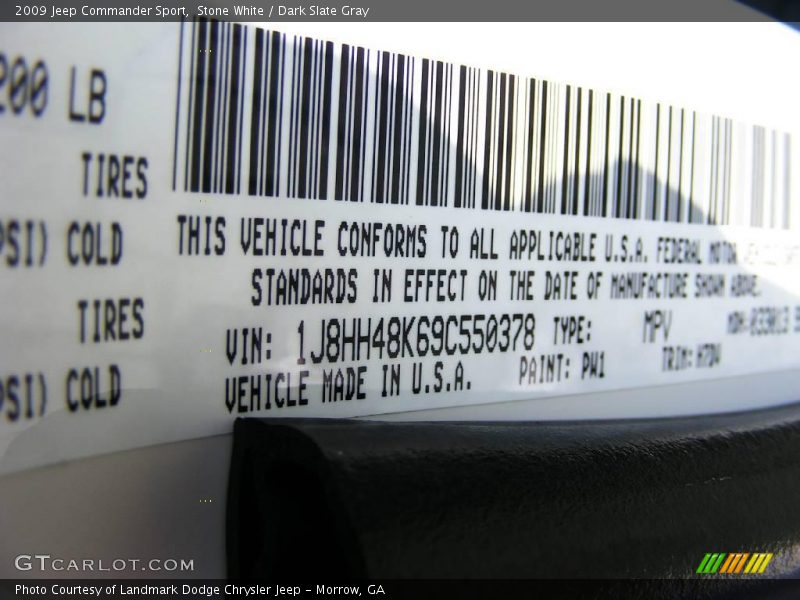 2009 Jeep Commander Sport, Stone White / Dark Slate Gray
200 LB
TIRES
PSI) COLD
TIRES
PSI) COLD
THIS VEHICLE CONFORMS TO ALL APPLICABLE U.S.A. FEDERAL MOTOR
STANDARDS IN EFFECT ON THE DATE OF MANUFACTURE SHOWN ABOVE.
VIN: 1J8HH48K69C550378 TYPE: MPV
VEHICLE MADE IN U.S.A. PAINT: PW1 TRIM:
GTCARLOT.COM
Photo Courtesy of Landmark Dodge Chrysler Jeep – Morrow, GA